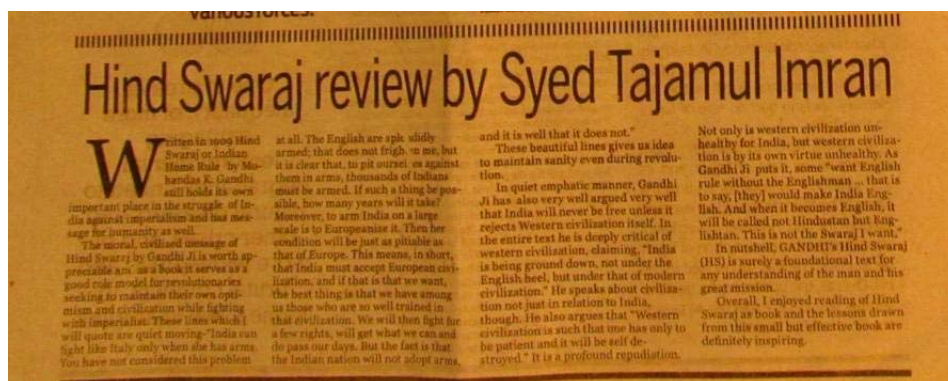 various forces.
Hind Swaraj review by Syed Tajamul Imran
Written in 1909 Hind
Swaraj or Indian
Home Rule by Mo-
handas K. Gandhi
still holds its own
important place in the struggle of In-
dia against imperialism and has mes-
sage for humanity as well.
The moral, civilised message of
Hind Swaraj by Gandhi Ji is worth ap-
preciable as a book it serves as a
good role model for revolutionaries
seeking to maintain their own opti-
mism and civilization while fighting
with imperialist. These lines which I
will quote are quiet moving-"India can
fight like Italy only when she has arms.
You have not considered this problem
at all. The English are splendidly
armed; that does not frighten me, but
it is clear that, to pit ourselves against
them in arms, thousands of Indians
must be armed. If such a thing be pos-
sible, how many years will it take?
Moreover, to arm India on a large
scale is to Europeanize it. Then her
condition will be just as pitiable as
that of Europe. This means, in short,
that India must accept European civi-
lization, and if that is that we want,
the best thing is that we have among
us those who are so well trained in
that civilization. We will then fight for
a few rights, will get what we can and
do pass our days. But the fact is that
the Indian nation will not adopt arms,
and it is well that it does not."
These beautiful lines gives us idea
to maintain sanity even during revolu-
tion.
In quiet emphatic manner, Gandhi
Ji has also very well argued very well
that India will never be free unless it
rejects Western civilization itself. In
the entire text he is deeply critical of
western civilization, claiming, "India
is being ground down, not under the
English heel, but under that of modern
civilization." He speaks about civiliza-
tion not just in relation to India,
though. He also argues that "Western
civilization is such that one has only to
be patient and it will be self de-
stroyed." It is a profound repudiation.
Not only is western civilization un-
healthy for India, but western civiliza-
tion is by its own virtue unhealthy. As
Gandhi Ji puts it, some "want English
rule without the Englishman ... that is
to say, [they] would make India Eng-
lish. And when it becomes English, it
will be called not Hindustan but Eng-
lishtan. This is not the Swaraj I want."
In nutshell, GANDHI's Hind Swaraj
(HS) is surely a foundational text for
any understanding of the man and his
great mission.
Overall, I enjoyed reading of Hind
Swaraj as book and the lessons drawn
from this small but effective book are
definitely inspiring.